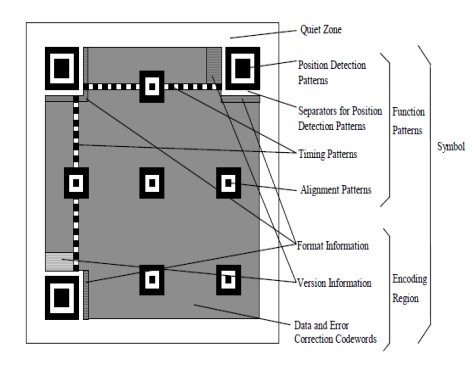 Quiet Zone
Position Detection
Patterns
Separators for Position
Detection Patterns
Timing Patterns
Alignment Patterns
Function
Patterns
Symbol
Format Information
Version Information
Data and Error
Correction Codewords
Encoding
Region